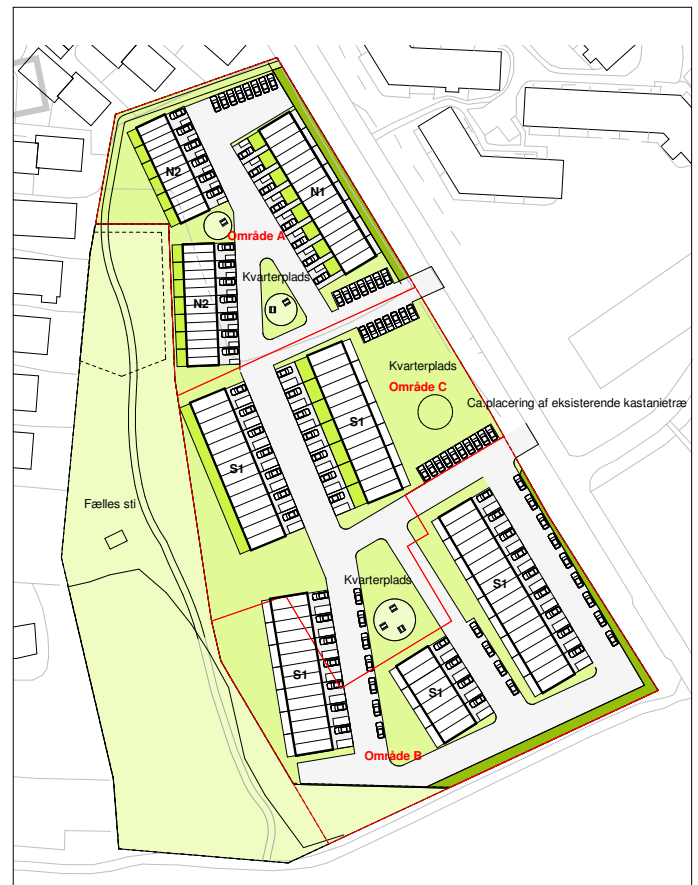 N2
N1
Område A
Kvarterplads
N2
Kvarterplads
Område C
Ca.placering af eksisterende kastanietræ
S1
S1
Fælles sti
Kvarterplads
S1
S1
S1
Område B